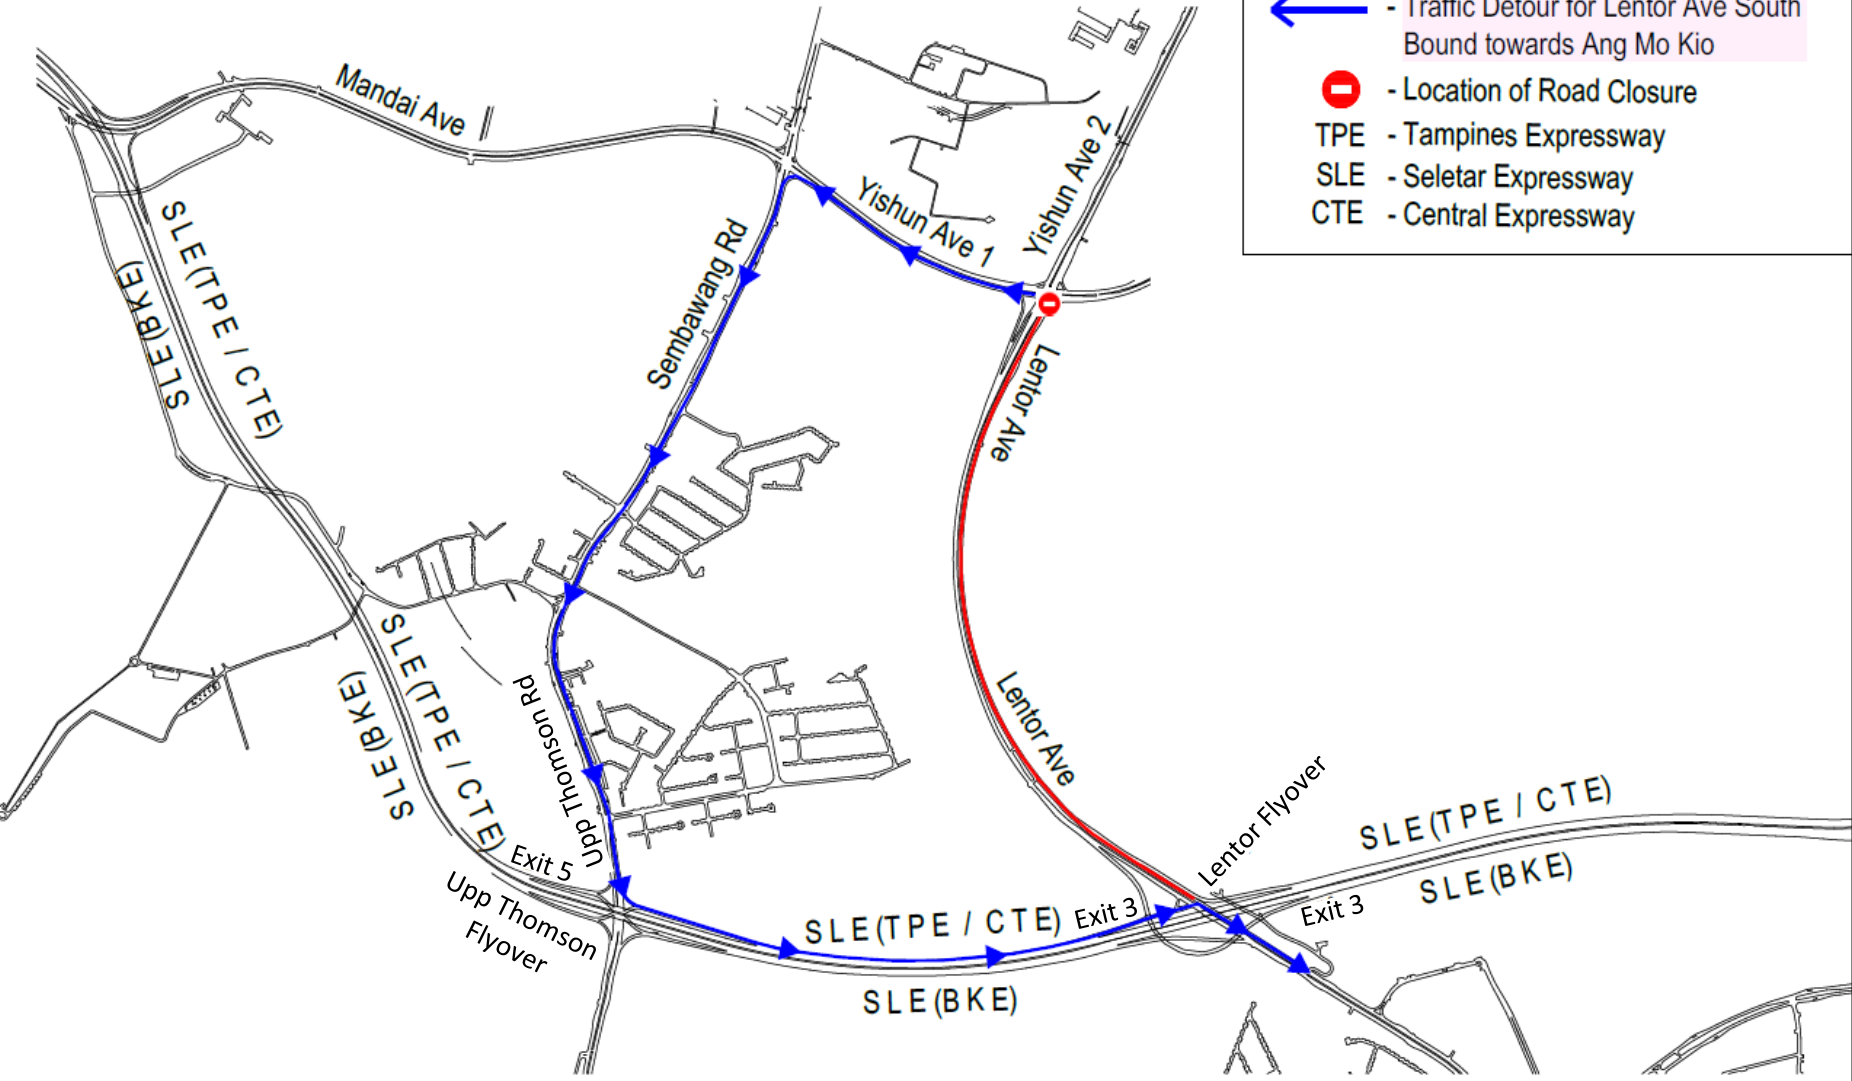 - Traffic Detour for Lentor Ave South
Bound towards Ang Mo Kio
- Location of Road Closure
TPE - Tampines Expressway
SLE - Seletar Expressway
CTE - Central Expressway
Mandai Ave
Yishun Ave 2
Yishun Ave 1
Sembawang Rd
SLE(TPE / CTE)
SLE(BKE)
Lentor Ave
SLE(TPE / CTE)
SLE(BKE)
Upp Thomson Rd
Lentor Ave
Lentor Flyover
SLE(TPE / CTE)
SLE(BKE)
Exit 5
Upp Thomson
Flyover
SLE(TPE / CTE)
Exit 3
Exit 3
SLE(BKE)